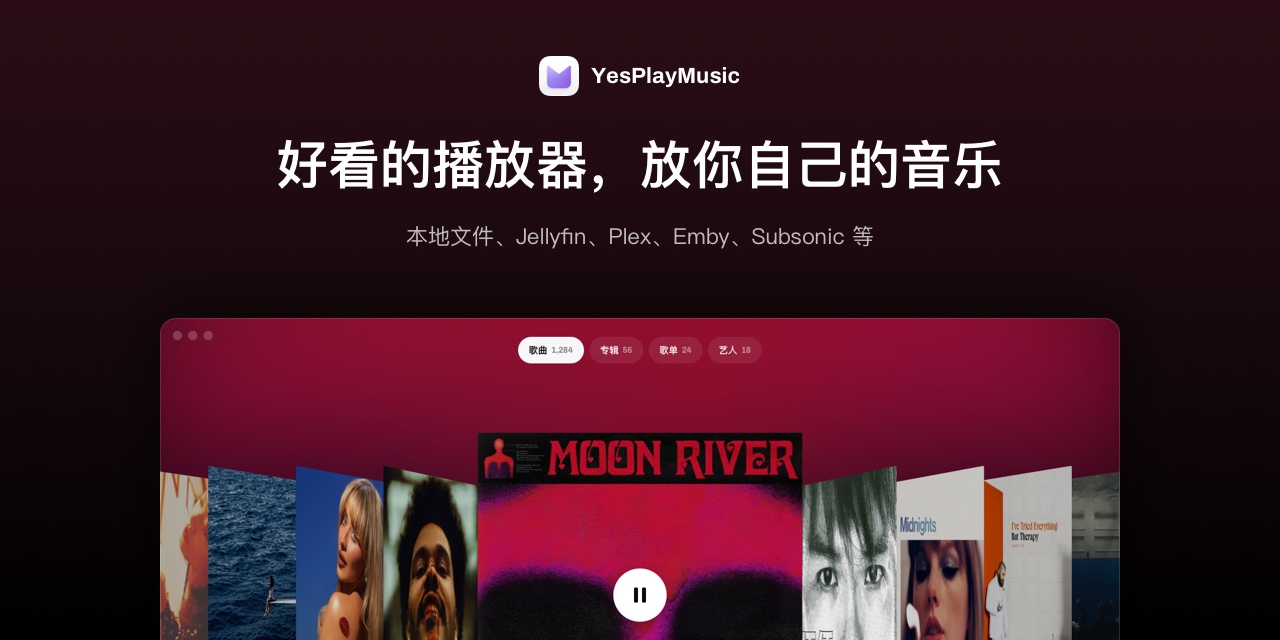 YesPlayMusic
好看的播放器，放你自己的音乐
本地文件、Jellyfin、Plex、Emby、Subsonic 等
歌曲 1,284 专辑 56 歌单 24 艺人 18
MOON RIVER
Midnights
I've Tried Everything
But Therapy